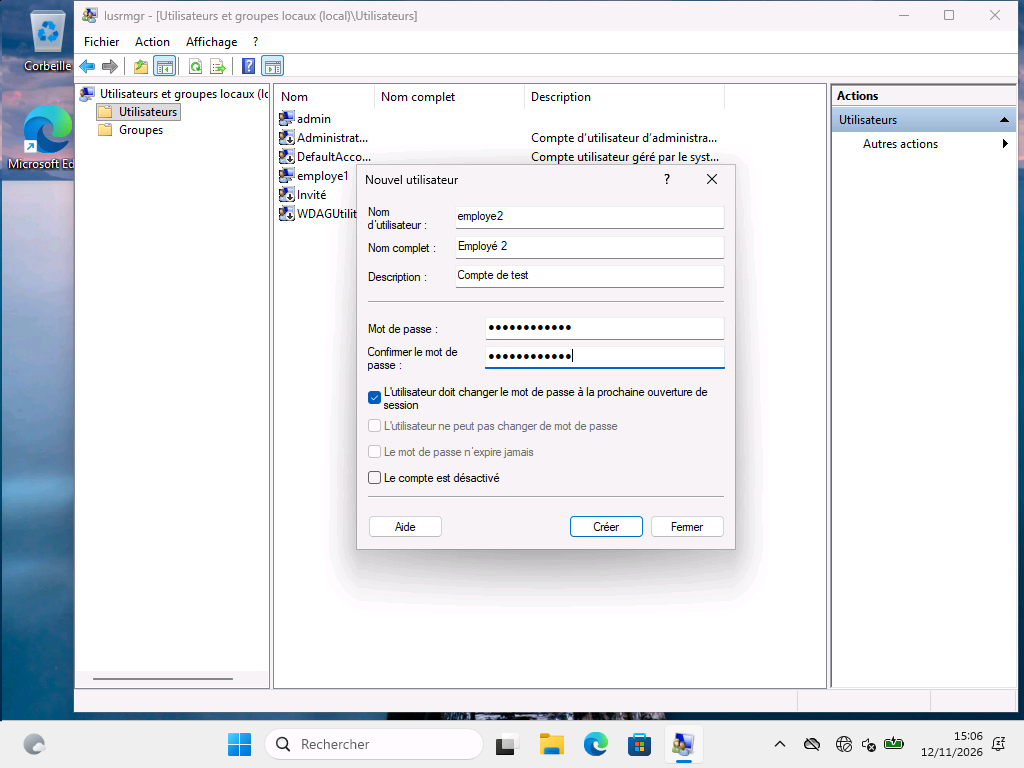 Corbeille
Microsoft Ed
lusrmgr - [Utilisateurs et groupes locaux (local)\Utilisateurs]
Fichier Action Affichage ?
Utilisateurs et groupes locaux (lo
Utilisateurs
Groupes
Nom Nom complet Description
admin
Administrat... Compte d'utilisateur d'administra...
DefaultAcco... Compte utilisateur géré par le syst...
employe1
Invité
WDAGUtilit
Actions
Utilisateurs
Autres actions
Nouvel utilisateur
?
Nom
d'utilisateur : employe2
Nom complet : Employé 2
Description : Compte de test
Mot de passe : ●●●●●●●●●●●●
Confirmer le mot de
passe : ●●●●●●●●●●●●
L'utilisateur doit changer le mot de passe à la prochaine ouverture de
session
L'utilisateur ne peut pas changer de mot de passe
Le mot de passe n'expire jamais
Le compte est désactivé
Aide Créer Fermer
Rechercher
15:06
12/11/2026